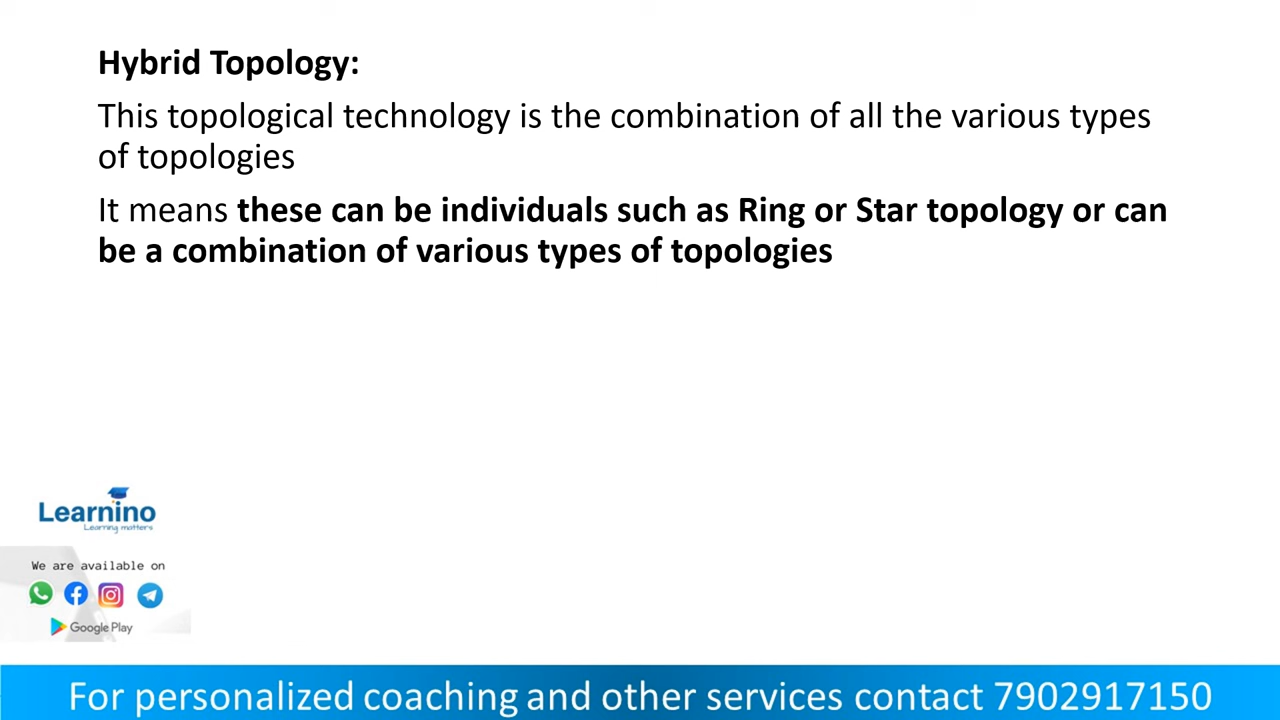 Hybrid Topology:
This topological technology is the combination of all the various types
of topologies
It means these can be individuals such as Ring or Star topology or can
be a combination of various types of topologies
Learnino
Learning matters
We are available on
Google Play
For personalized coaching and other services contact 7902917150